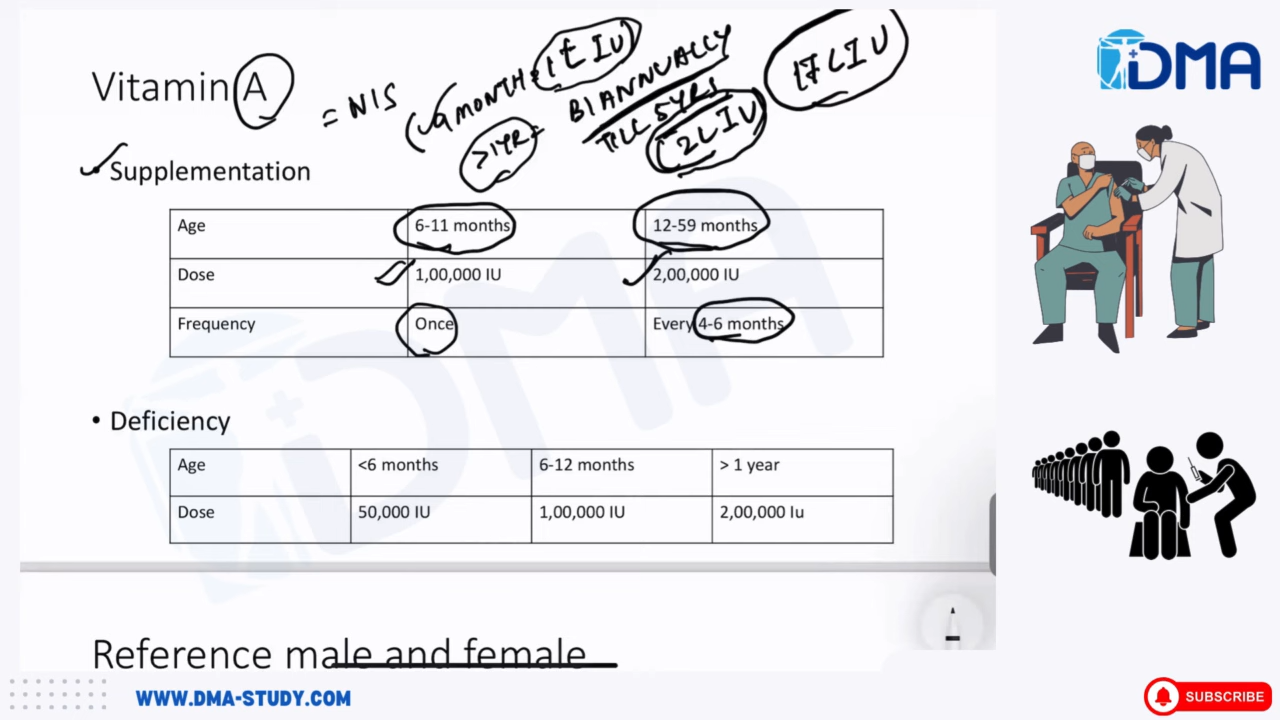 DMA
1L IU
BIANNUALLY
17 L I U
Vitamin A
= NIS
9 MONTH =
TILL 5YRS
>1YR =
2L IU
Supplementation
Age 6-11 months 12-59 months
Dose 1,00,000 IU 2,00,000 IU
Frequency Once Every 4-6 months
• Deficiency
Age <6 months 6-12 months > 1 year
Dose 50,000 IU 1,00,000 IU 2,00,000 Iu
DMA
Reference male and female
WWW.DMA-STUDY.COM
SUBSCRIBE